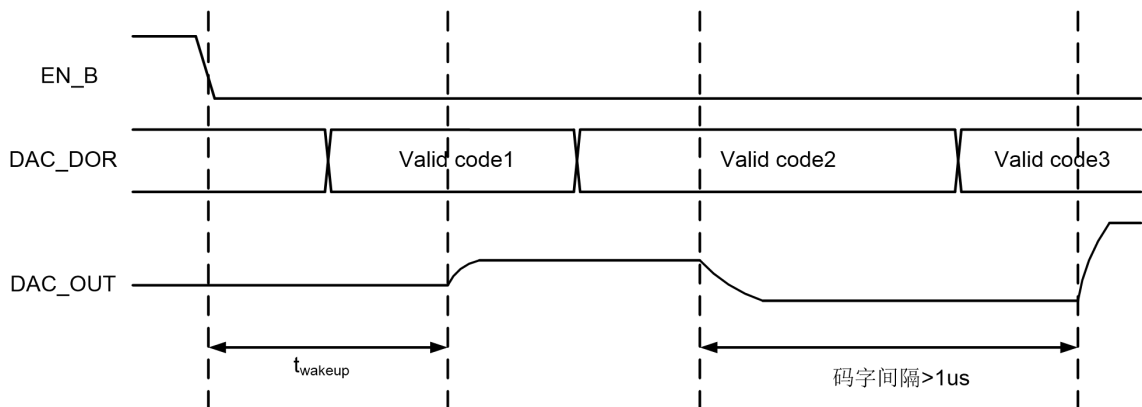 EN_B
DAC_DOR
Valid code1
Valid code2
Valid code3
DAC_OUT
twakeup
码字间隔>1us